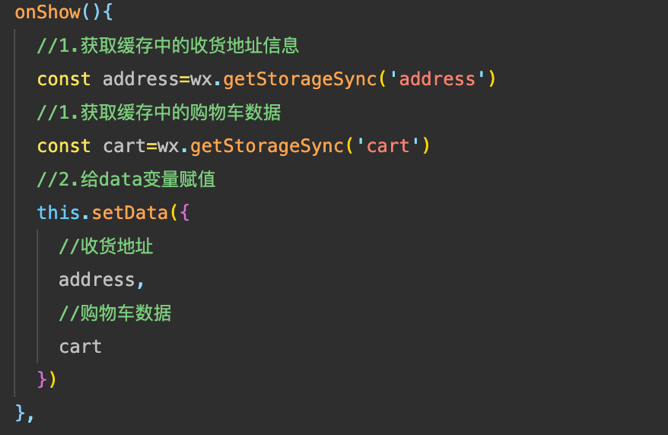 onShow(){
//1.获取缓存中的收货地址信息
const address=wx.getStorageSync('address')
//1.获取缓存中的购物车数据
const cart=wx.getStorageSync('cart')
//2.给data变量赋值
this.setData({
//收货地址
address,
//购物车数据
cart
})
},